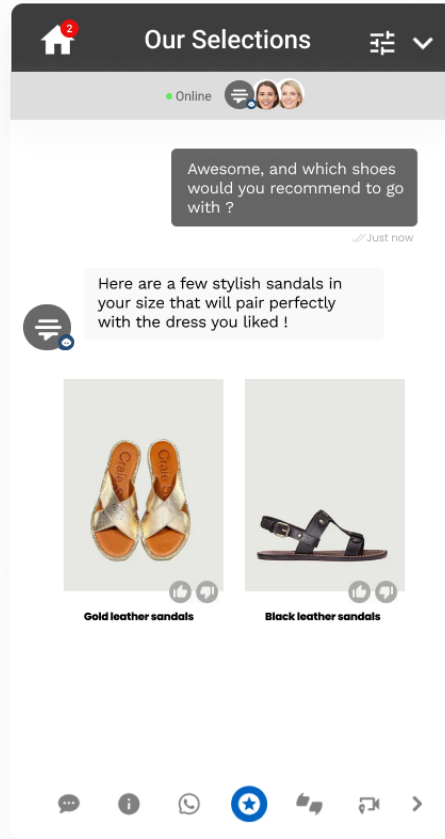 2
Our Selections
Online
Awesome, and which shoes
would you recommend to go
with ?
Just now
Here are a few stylish sandals in
your size that will pair perfectly
with the dress you liked !
Craie
Craie
Gold leather sandals
Black leather sandals